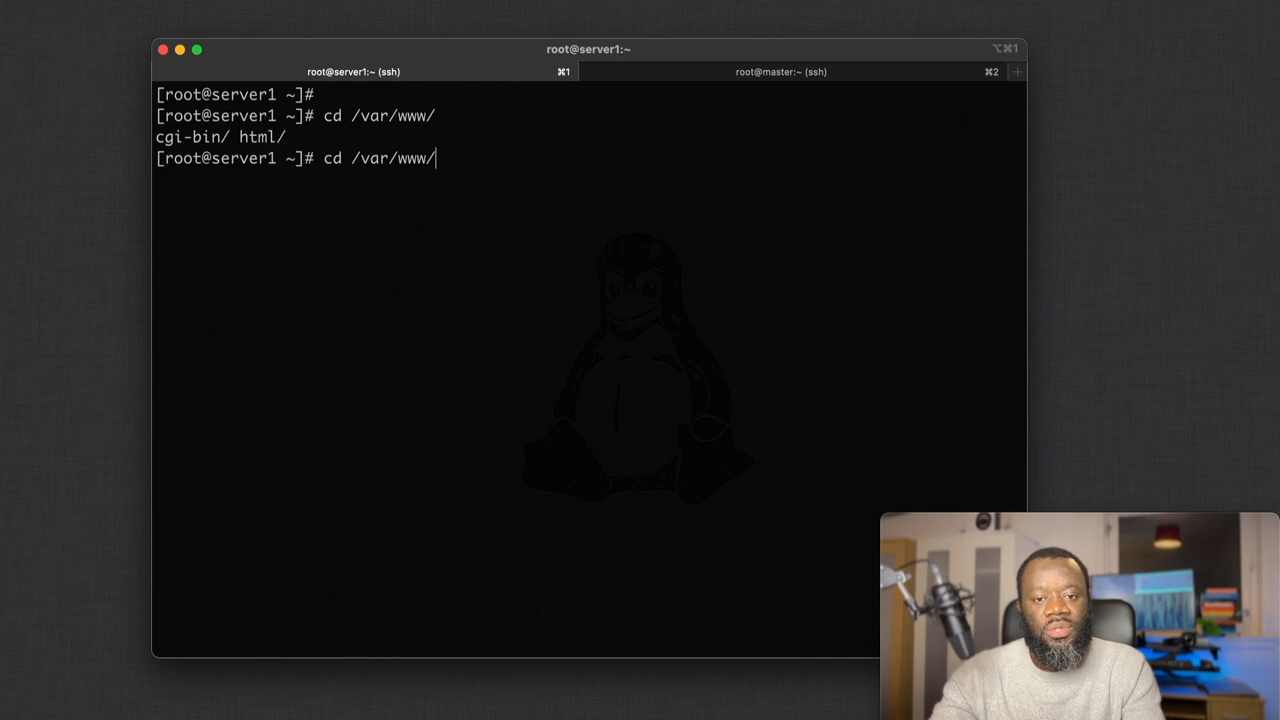 root@server1:~
⌥⌘1
root@server1:~ (ssh)
⌘1
root@master:~ (ssh)
⌘2
+
[root@server1 ~]#
[root@server1 ~]# cd /var/www/
cgi-bin/ html/
[root@server1 ~]# cd /var/www/